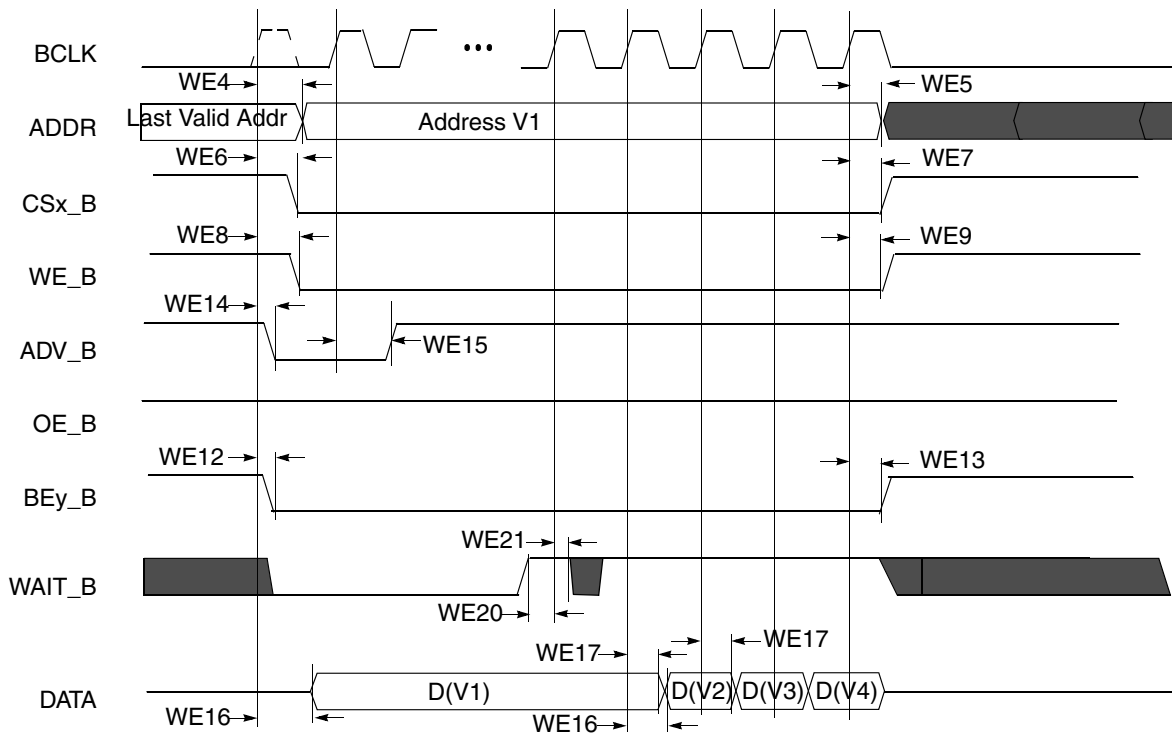 BCLK
...
WE4
WE5
ADDR
Last Valid Addr
Address V1
WE6
WE7
CSx_B
WE8
WE9
WE_B
WE14
ADV_B
WE15
OE_B
WE12
WE13
BEy_B
WE21
WAIT_B
WE20
WE17
WE17
DATA
D(V1)
D(V2)
D(V3)
D(V4)
WE16
WE16